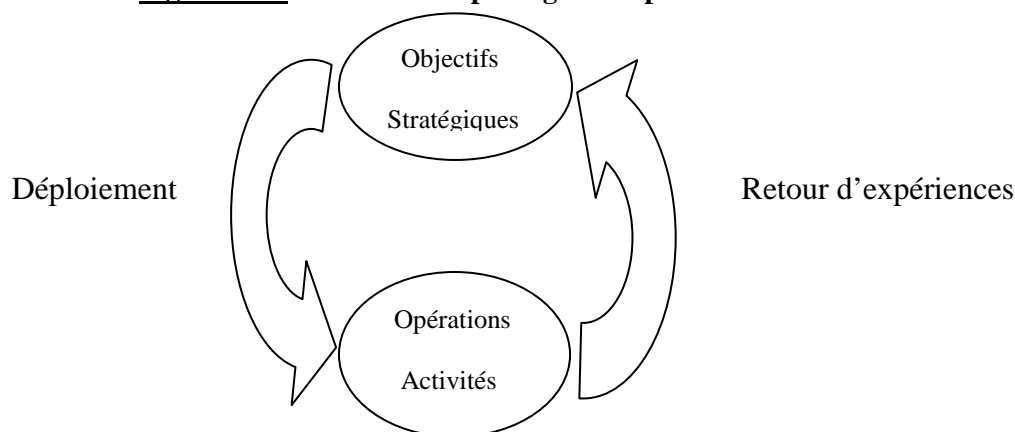 Objectifs
Stratégiques
Déploiement
Retour d’expériences
Opérations
Activités